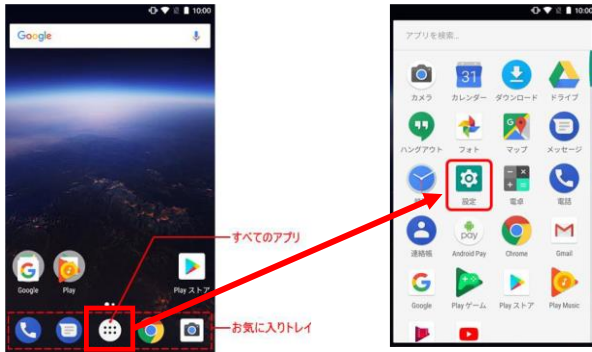 10:00
Google
Google
Play
Play ストア
すべてのアプリ
お気に入りトレイ
10:00
アプリを検索...
31
カメラ
カレンダー
ダウンロード
ドライブ
ハングアウト
フォト
マップ
メッセージ
設定
電卓
電話
pay
連絡帳
Android Pay
Chrome
Gmail
Google
Play ゲーム
Play ストア
Play Music